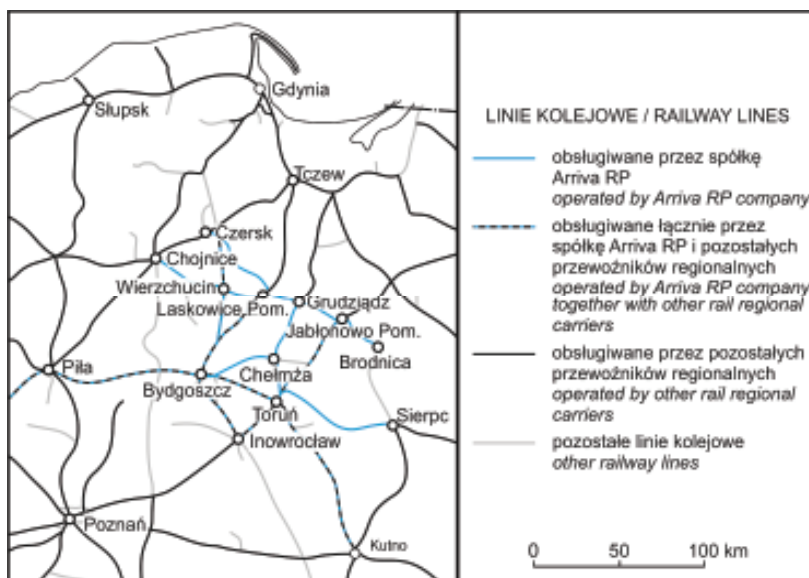 Gdynia
Słupsk
Tczew
Czersk
Chojnice
Wierzchucin
Laskowice Pom.
Grudziądz
Jabłonowo Pom.
Brodnica
Piła
Bydgoszcz
Chełmża
Toruń
Sierpc
Inowrocław
Poznań
Kutno
LINIE KOLEJOWE / RAILWAY LINES
obsługiwane przez spółkę
Arriva RP
operated by Arriva RP company
obsługiwane łącznie przez
spółkę Arriva RP i pozostałych
przewoźników regionalnych
operated by Arriva RP company
together with other rail regional
carriers
obsługiwane przez pozostałych
przewoźników regionalnych
operated by other rail regional
carriers
pozostałe linie kolejowe
other railway lines
0 50 100 km